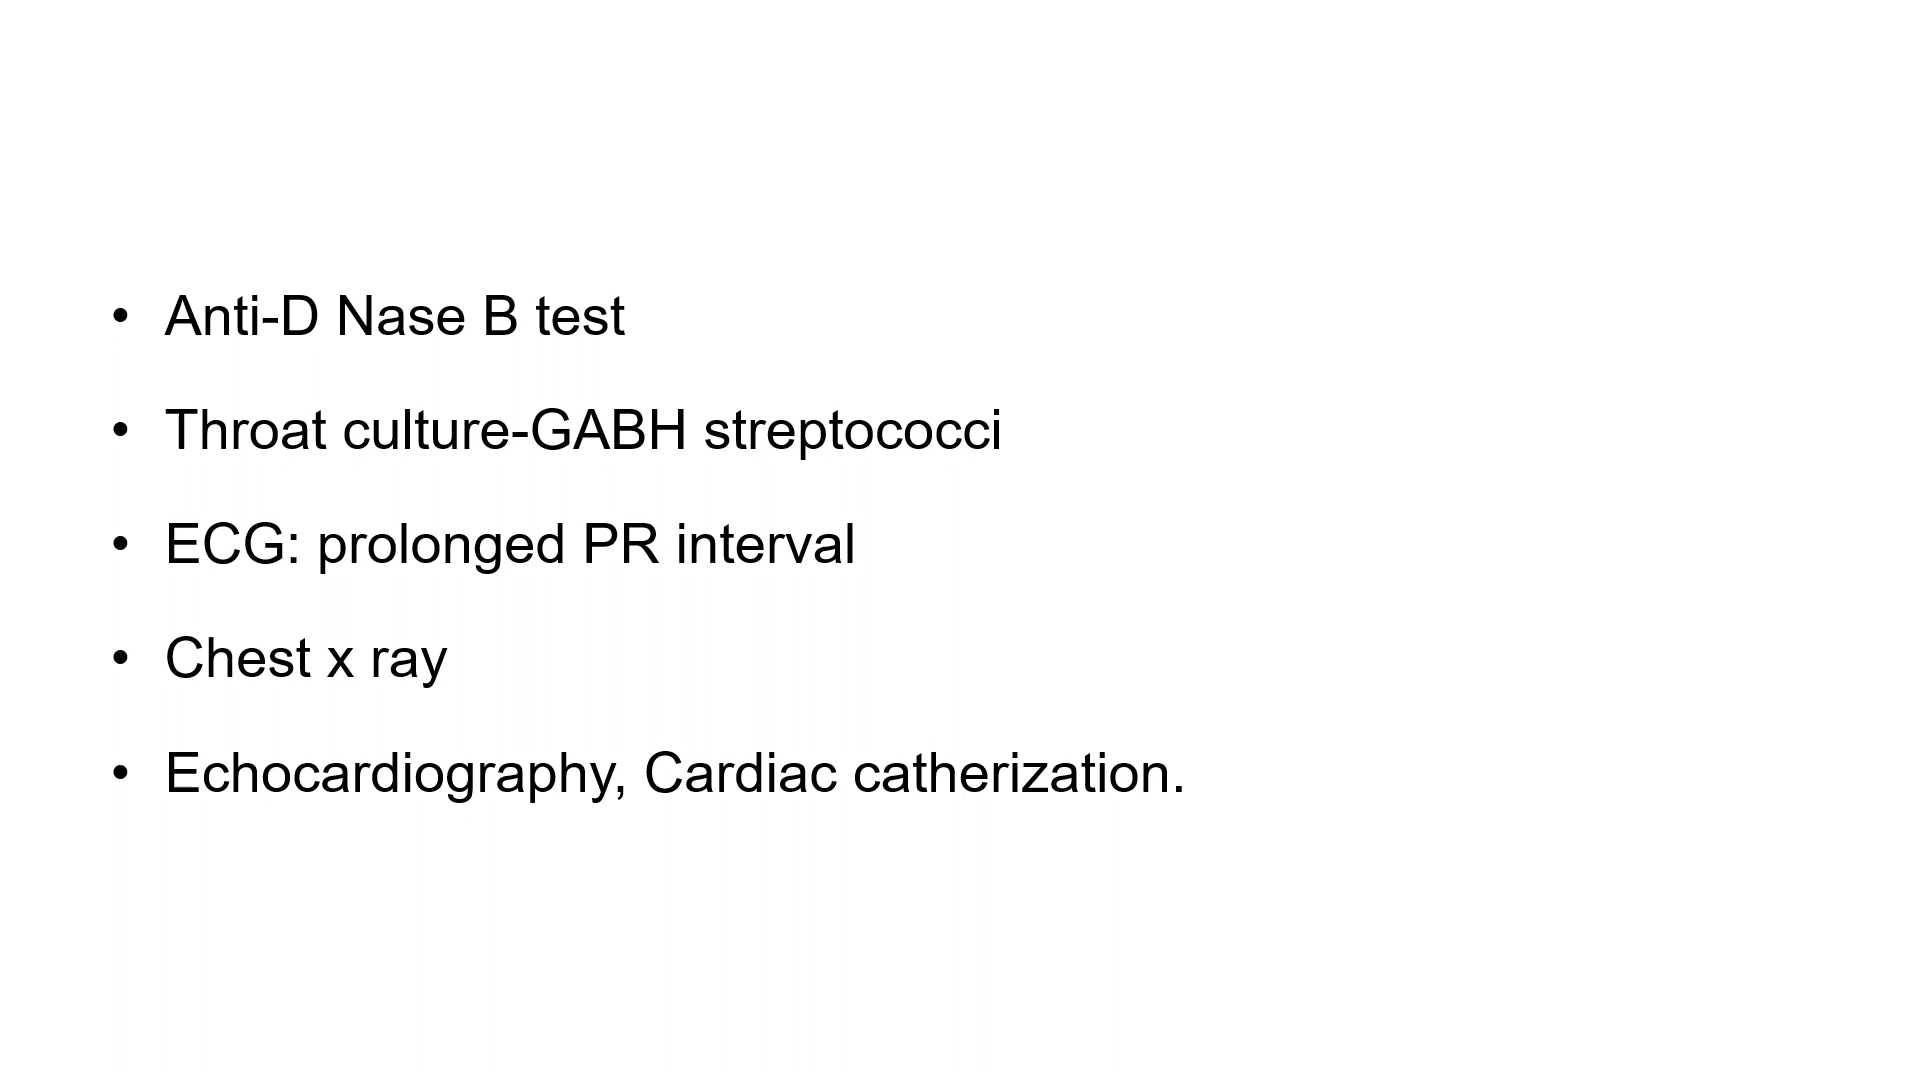 • Anti-D Nase B test
• Throat culture-GABH streptococci
• ECG: prolonged PR interval
• Chest x ray
• Echocardiography, Cardiac catherization.